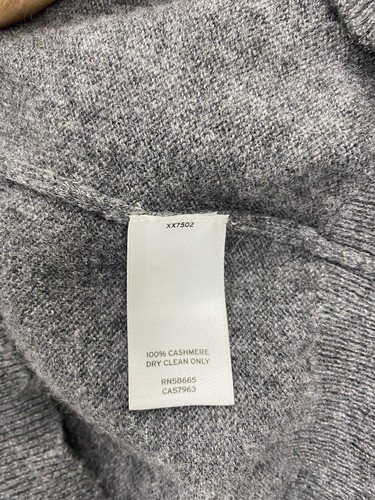 XX7502
100% CASHMERE
DRY CLEAN ONLY
RN58665
CA57963